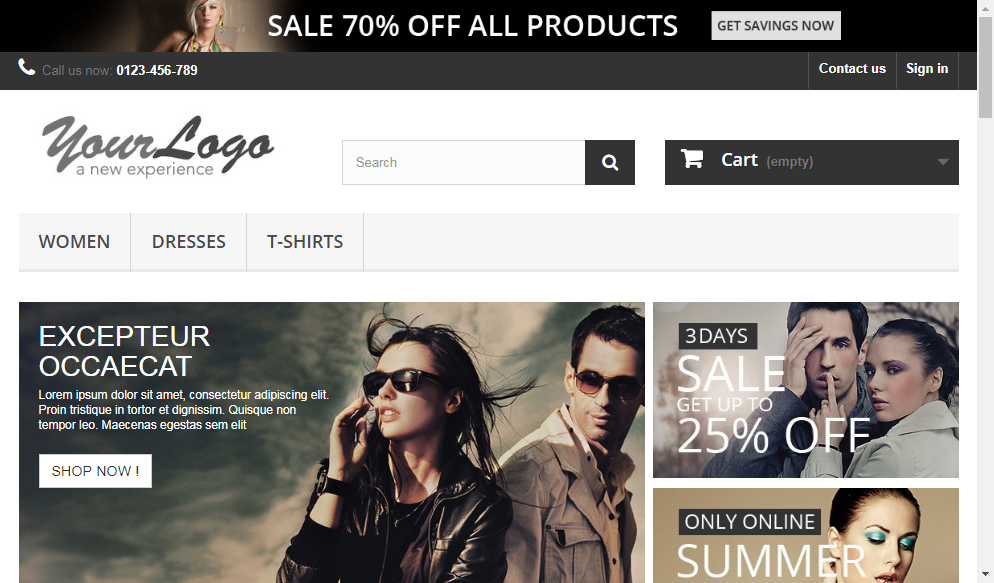 SALE 70% OFF ALL PRODUCTS GET SAVINGS NOW
Call us now: 0123-456-789 Contact us Sign in
YourLogo
a new experience
Search
Cart (empty)
WOMEN DRESSES T-SHIRTS
EXCEPTEUR
OCCAECAT
Lorem ipsum dolor sit amet, consectetur adipiscing elit.
Proin tristique in tortor et dignissim. Quisque non
tempor leo. Maecenas egestas sem elit
SHOP NOW !
3 DAYS
SALE
GET UP TO
25% OFF
ONLY ONLINE
SUMMER